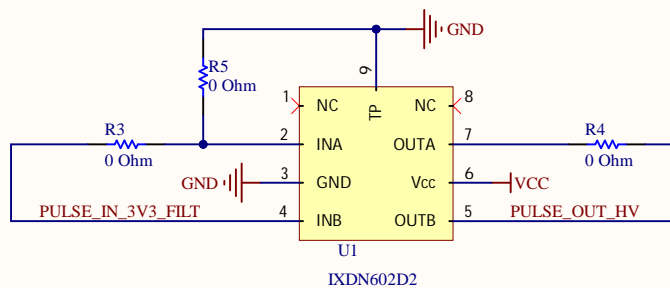 GND
R5
0 Ohm
9
1
NC
TP
NC
8
R3
0 Ohm
2
INA
OUTA
7
R4
0 Ohm
GND
3
GND
Vcc
6
VCC
PULSE_IN_3V3_FILT
4
INB
OUTB
5
PULSE_OUT_HV
U1
IXDN602D2